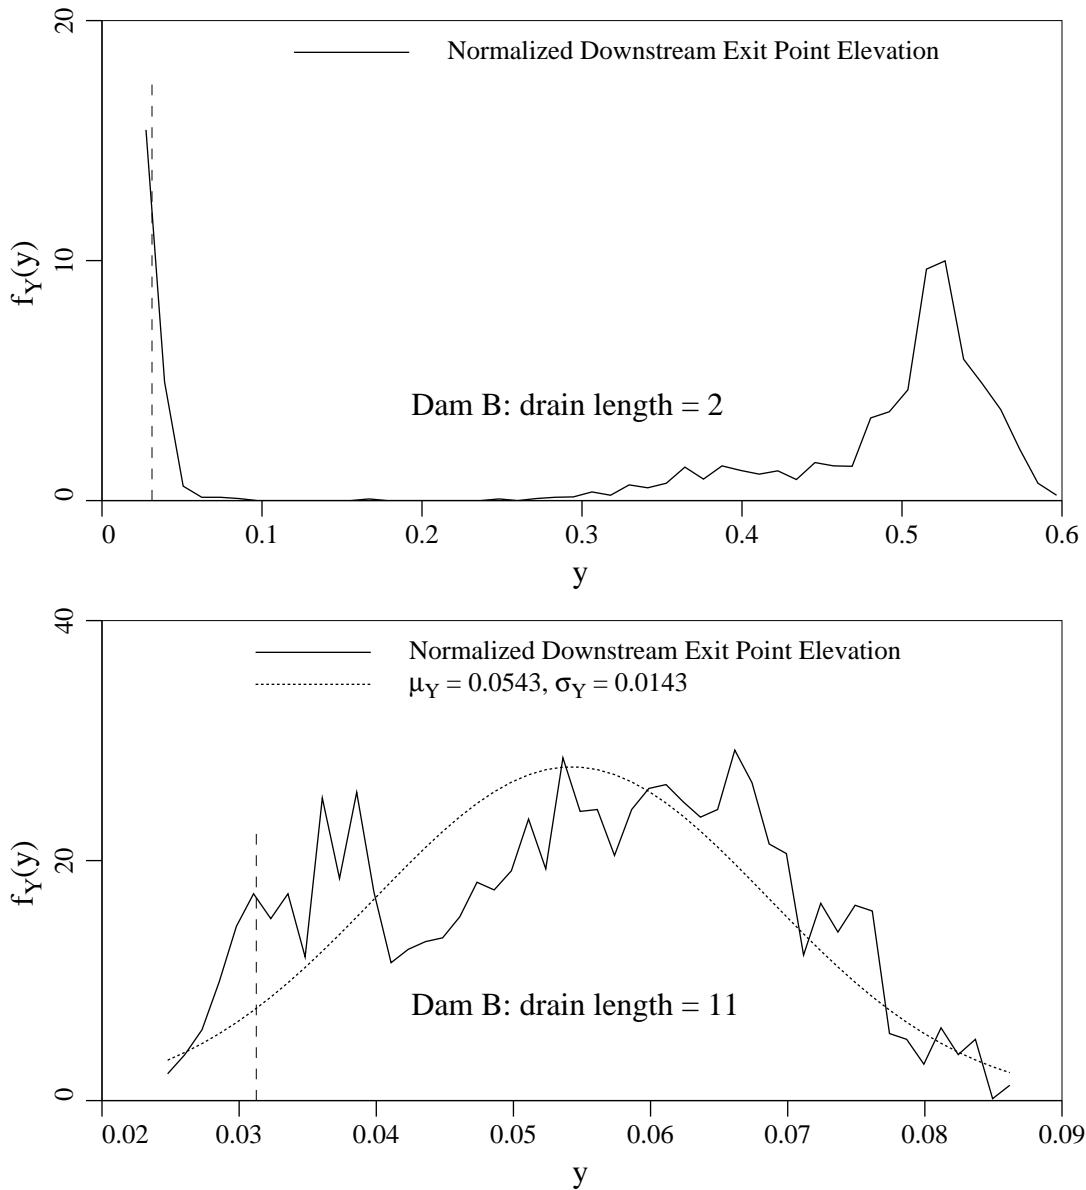 20
Normalized Downstream Exit Point Elevation
10
f_Y(y)
Dam B: drain length = 2
0
0 0.1 0.2 0.3 0.4 0.5 0.6
y
40
Normalized Downstream Exit Point Elevation
μ_Y = 0.0543, σ_Y = 0.0143
20
f_Y(y)
Dam B: drain length = 11
0
0.02 0.03 0.04 0.05 0.06 0.07 0.08 0.09
y